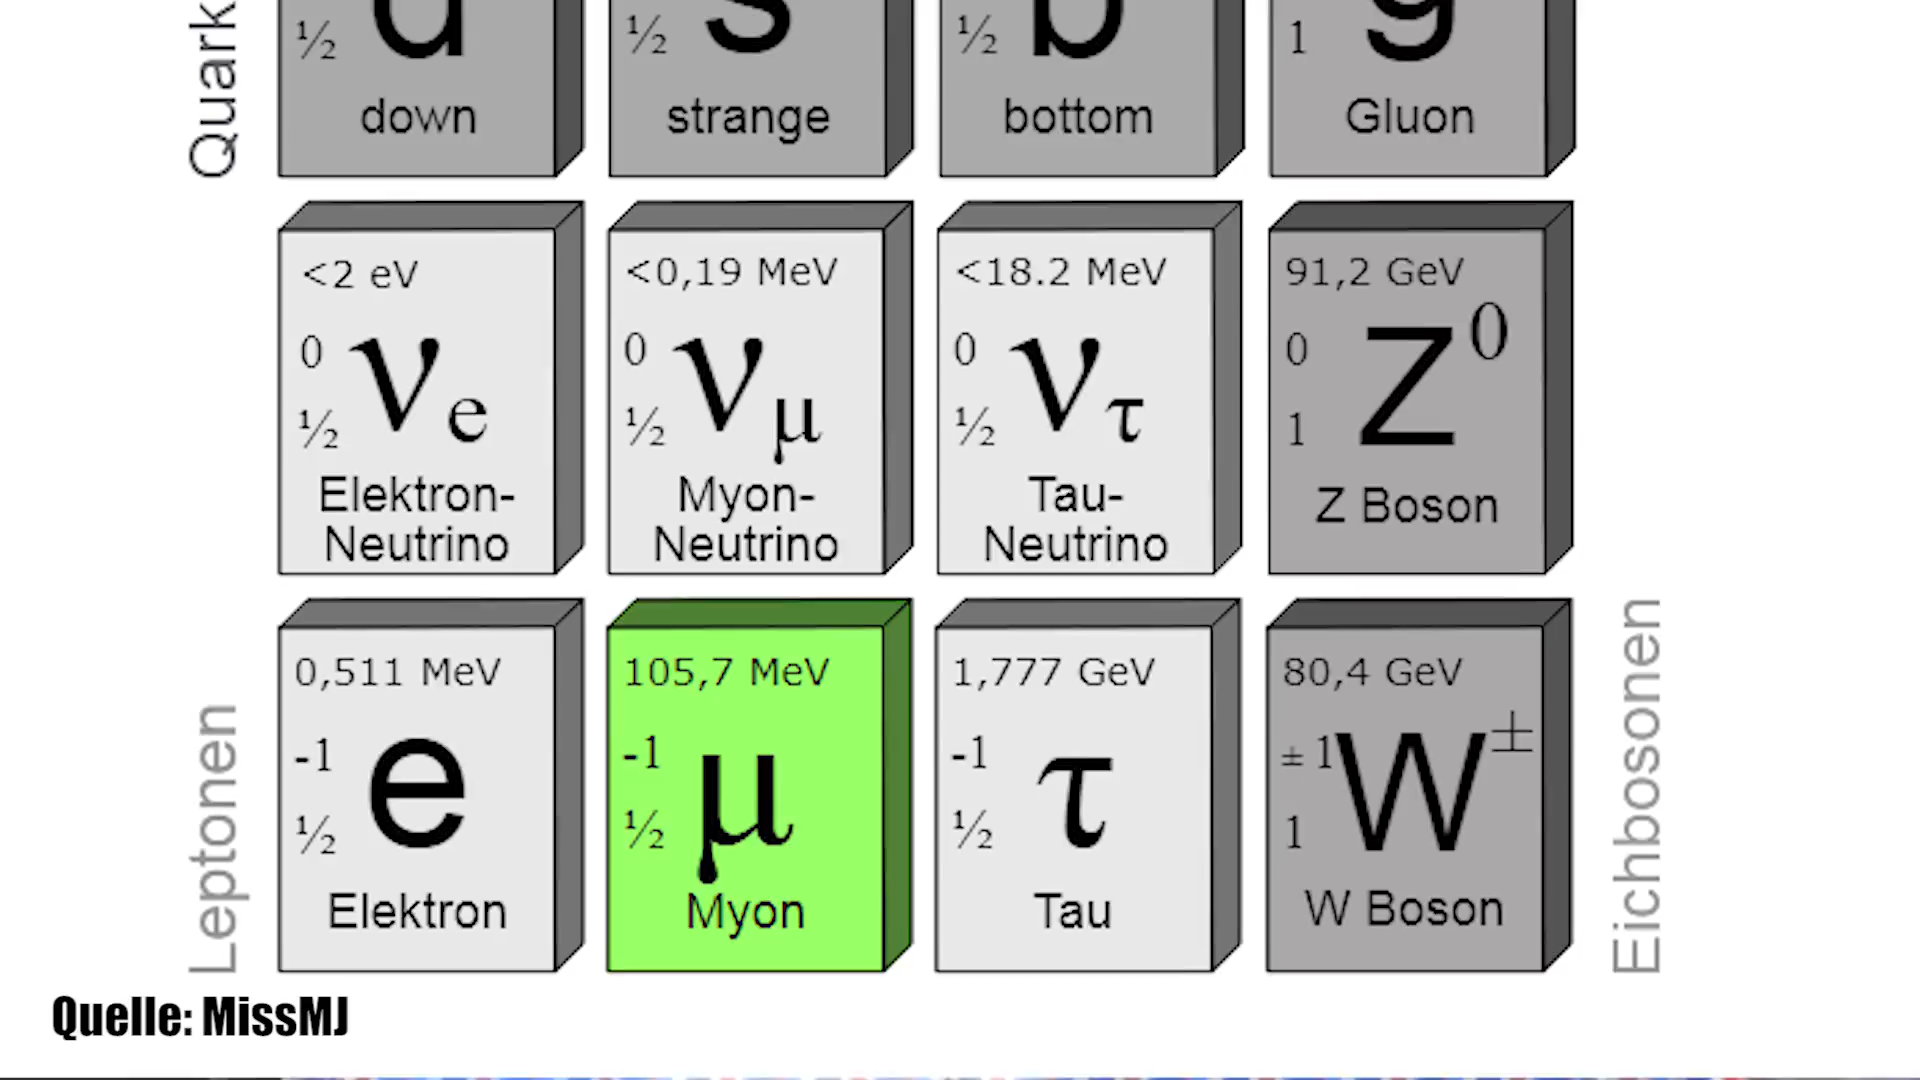 Quark
½
d
down
½
s
strange
½
b
bottom
1
g
Gluon
<2 eV
0
½
νe
Elektron-
Neutrino
<0,19 MeV
0
½
νμ
Myon-
Neutrino
<18.2 MeV
0
½
ντ
Tau-
Neutrino
91,2 GeV
0
1
Z⁰
Z Boson
Leptonen
0,511 MeV
-1
½
e
Elektron
105,7 MeV
-1
½
μ
Myon
1,777 GeV
-1
½
τ
Tau
80,4 GeV
± 1
1
W±
W Boson
Eichbosonen
Quelle: MissMJ